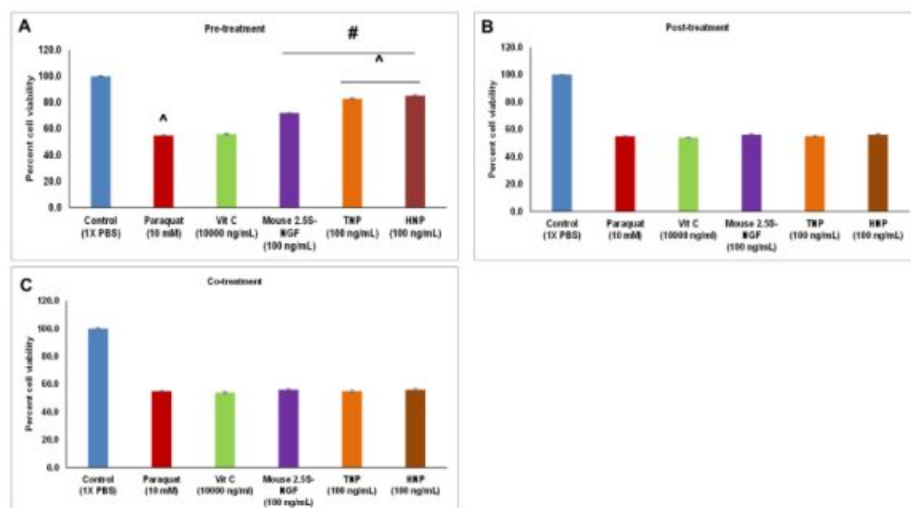 A
Pre-treatment
#
^
^
Percent cell viability
120.0
100.0
80.0
60.0
40.0
20.0
0.0
Control
(1X PBS)
Paraquat
(10 mM)
Vit C
(10000 ng/mL)
Mouse 2.5S-
NGF
(100 ng/mL)
TNP
(100 ng/mL)
HNP
(100 ng/mL)
B
Post-treatment
Percent cell viability
120.0
100.0
80.0
60.0
40.0
20.0
0.0
Control
(1X PBS)
Paraquat
(10 mM)
Vit C
(10000 ng/ml)
Mouse 2.5S-
NGF
(100 ng/mL)
TNP
(100 ng/mL)
HNP
(100 ng/mL)
C
Co-treatment
Percent cell viability
120.0
100.0
80.0
60.0
40.0
20.0
0.0
Control
(1X PBS)
Paraquat
(10 mM)
Vit C
(10000 ng/ml)
Mouse 2.5S-
NGF
(100 ng/mL)
TNP
(100 ng/mL)
HNP
(100 ng/mL)